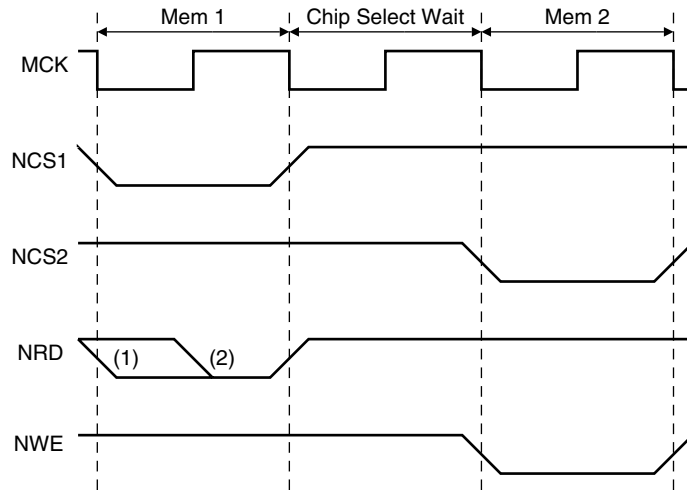 Mem 1 Chip Select Wait Mem 2
MCK
NCS1
NCS2
NRD (1) (2)
NWE